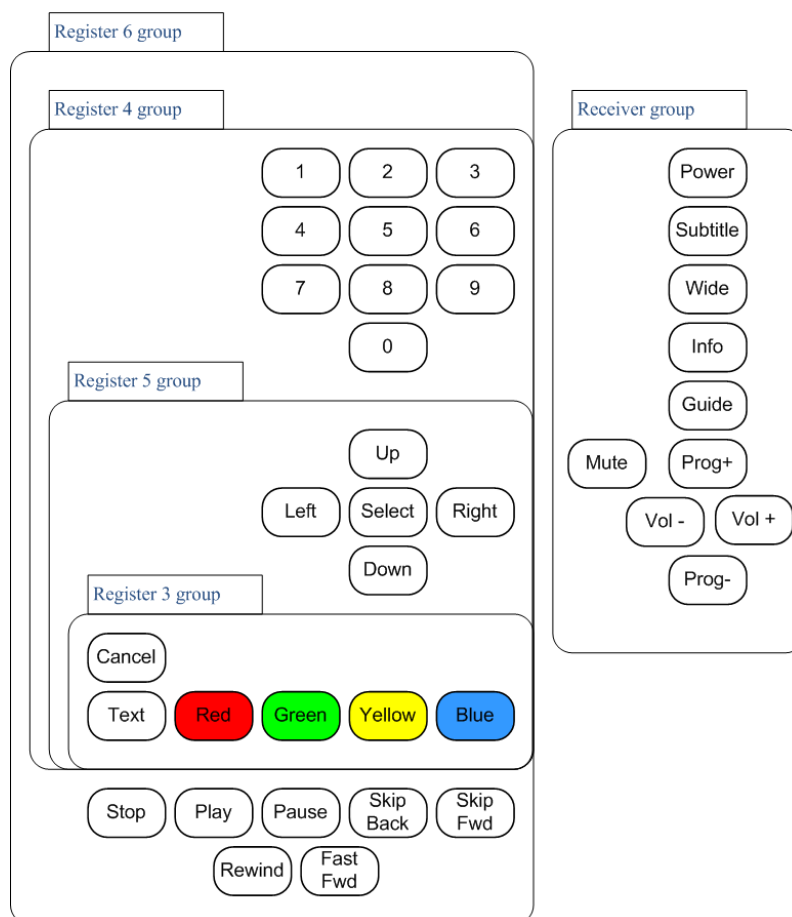 Register 6 group
Register 4 group
1 2 3
4 5 6
7 8 9
0
Register 5 group
Up
Left Select Right
Down
Register 3 group
Cancel
Text Red Green Yellow Blue
Stop Play Pause Skip Back Skip Fwd
Rewind Fast Fwd
Receiver group
Power
Subtitle
Wide
Info
Guide
Mute Prog+
Vol - Vol +
Prog-